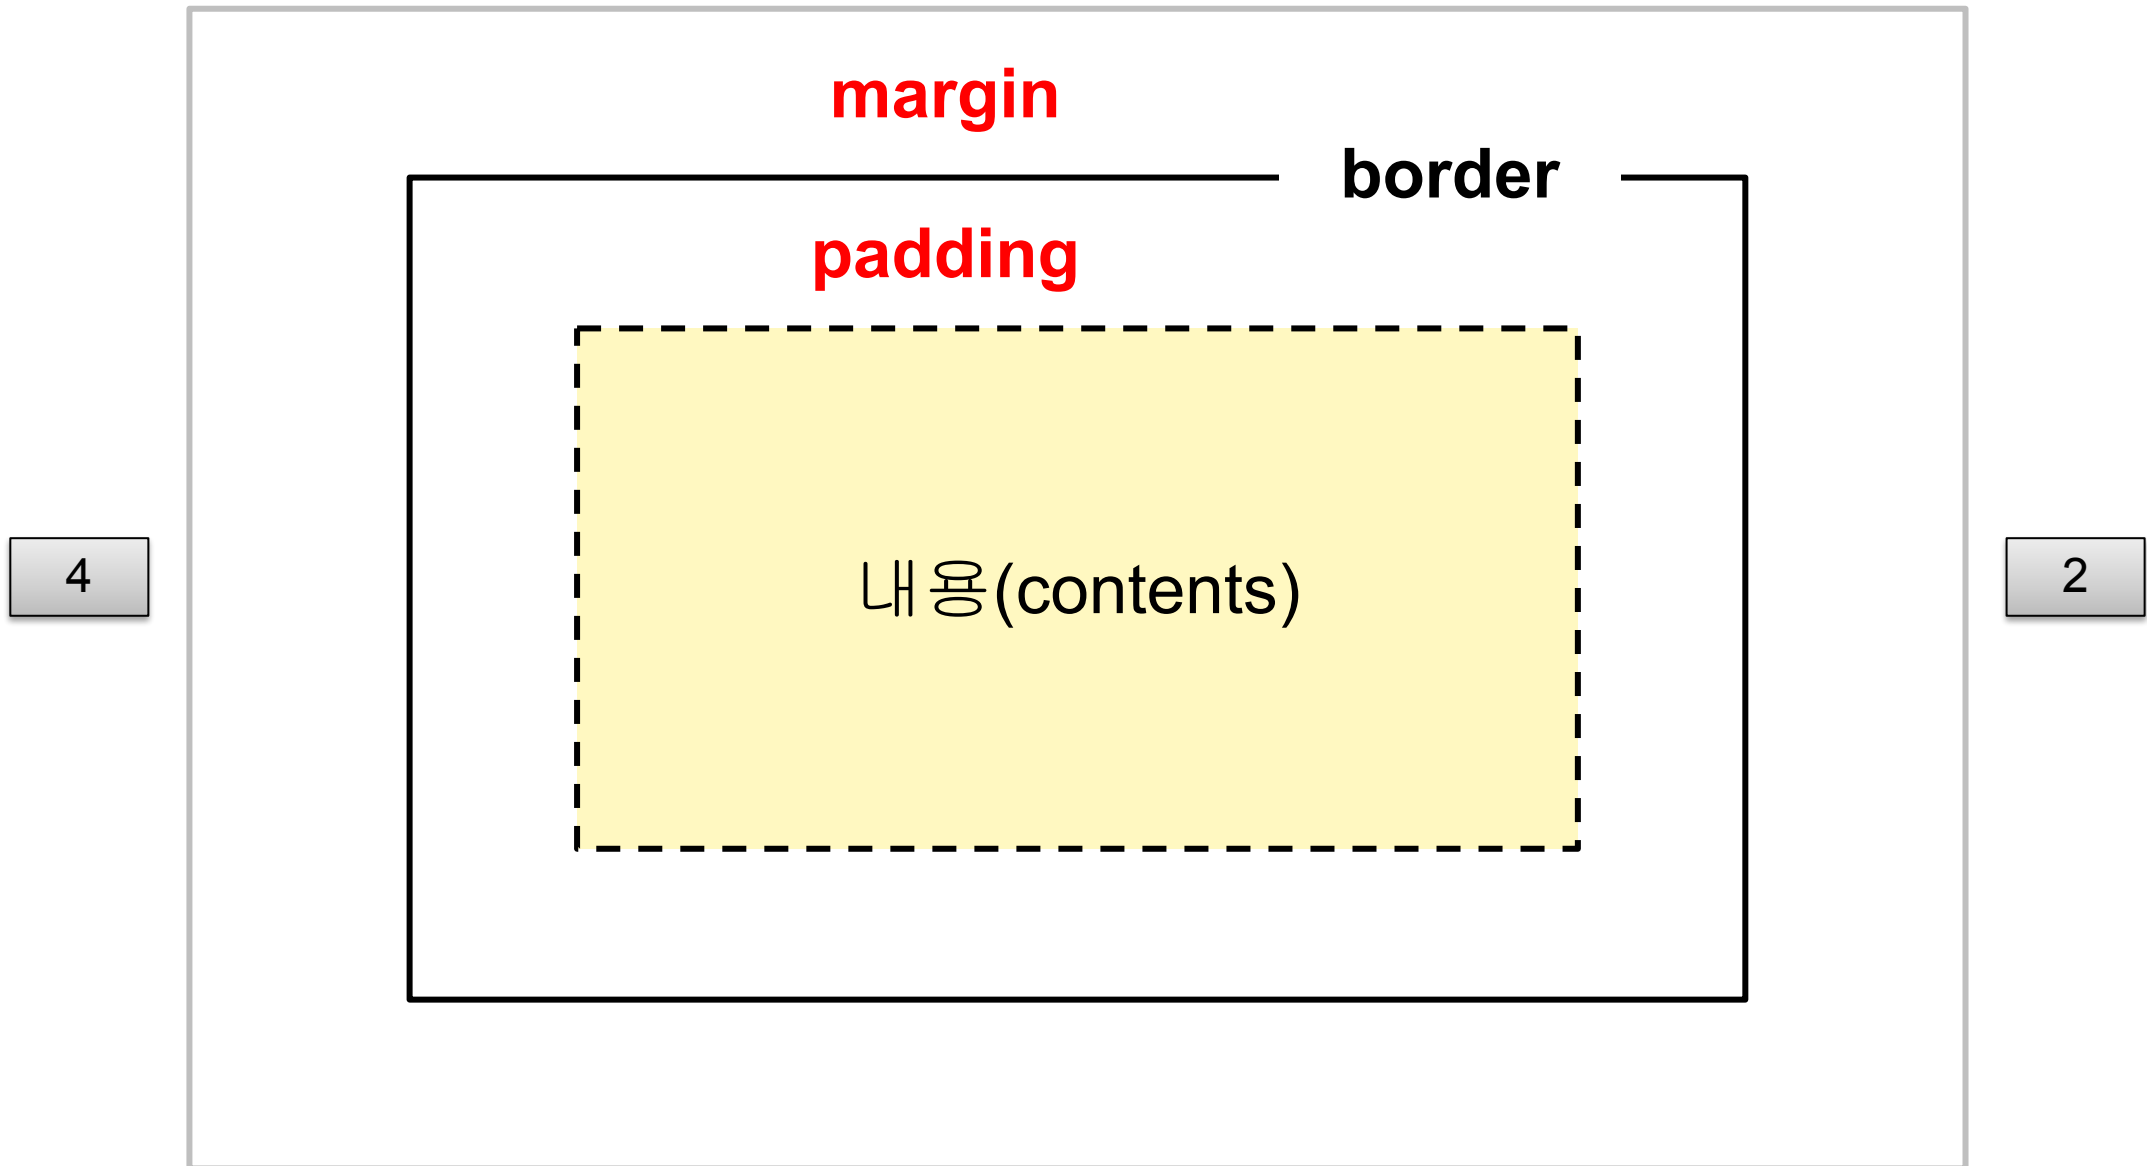 margin
border
padding
4
내용(contents)
2